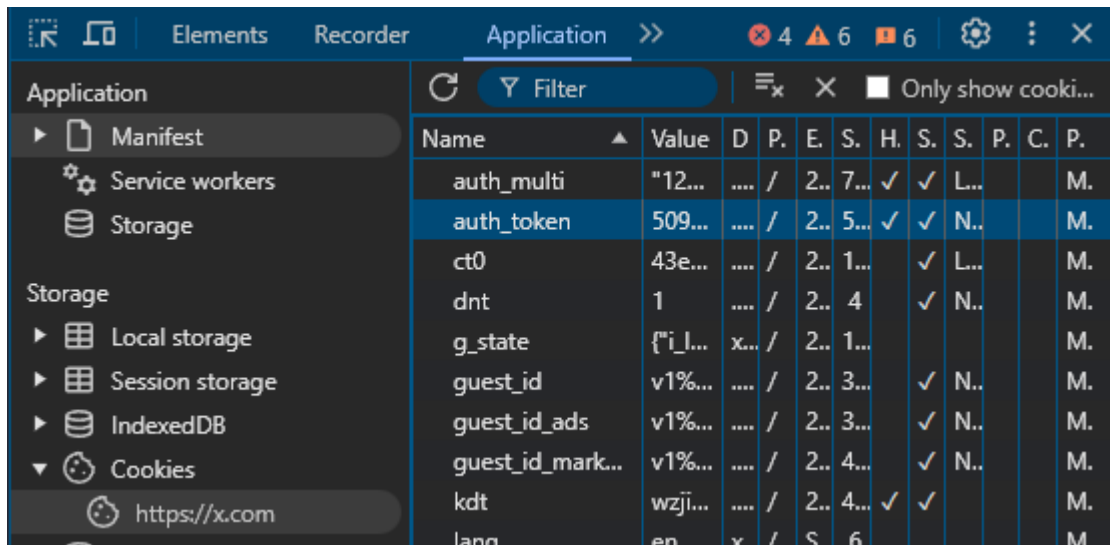 Elements Recorder Application >> 4 6 6
Application
Manifest
Service workers
Storage
Storage
Local storage
Session storage
IndexedDB
Cookies
https://x.com
Filter Only show cooki...
Name Value D P. E. S. H. S. S. P. C. P.
auth_multi "12... .... / 2.. 7... ✓ ✓ L... M.
auth_token 509... .... / 2.. 5... ✓ ✓ N.. M.
ct0 43e... .... / 2.. 1... ✓ L... M.
dnt 1 .... / 2.. 4 ✓ N.. M.
g_state {"i_l... x... / 2.. 1... M.
guest_id v1%... .... / 2.. 3... ✓ N.. M.
guest_id_ads v1%... .... / 2.. 3... ✓ N.. M.
guest_id_mark... v1%... .... / 2.. 4... ✓ N.. M.
kdt wzji... .... / 2.. 4... ✓ ✓ M.
lang en x / S 6 M